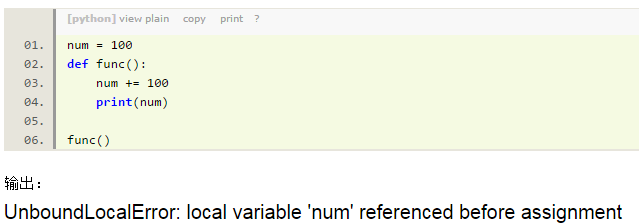 [python] view plain copy print ?
01. num = 100
02. def func():
03.     num += 100
04.     print(num)
05.
06. func()
输出：
UnboundLocalError: local variable 'num' referenced before assignment